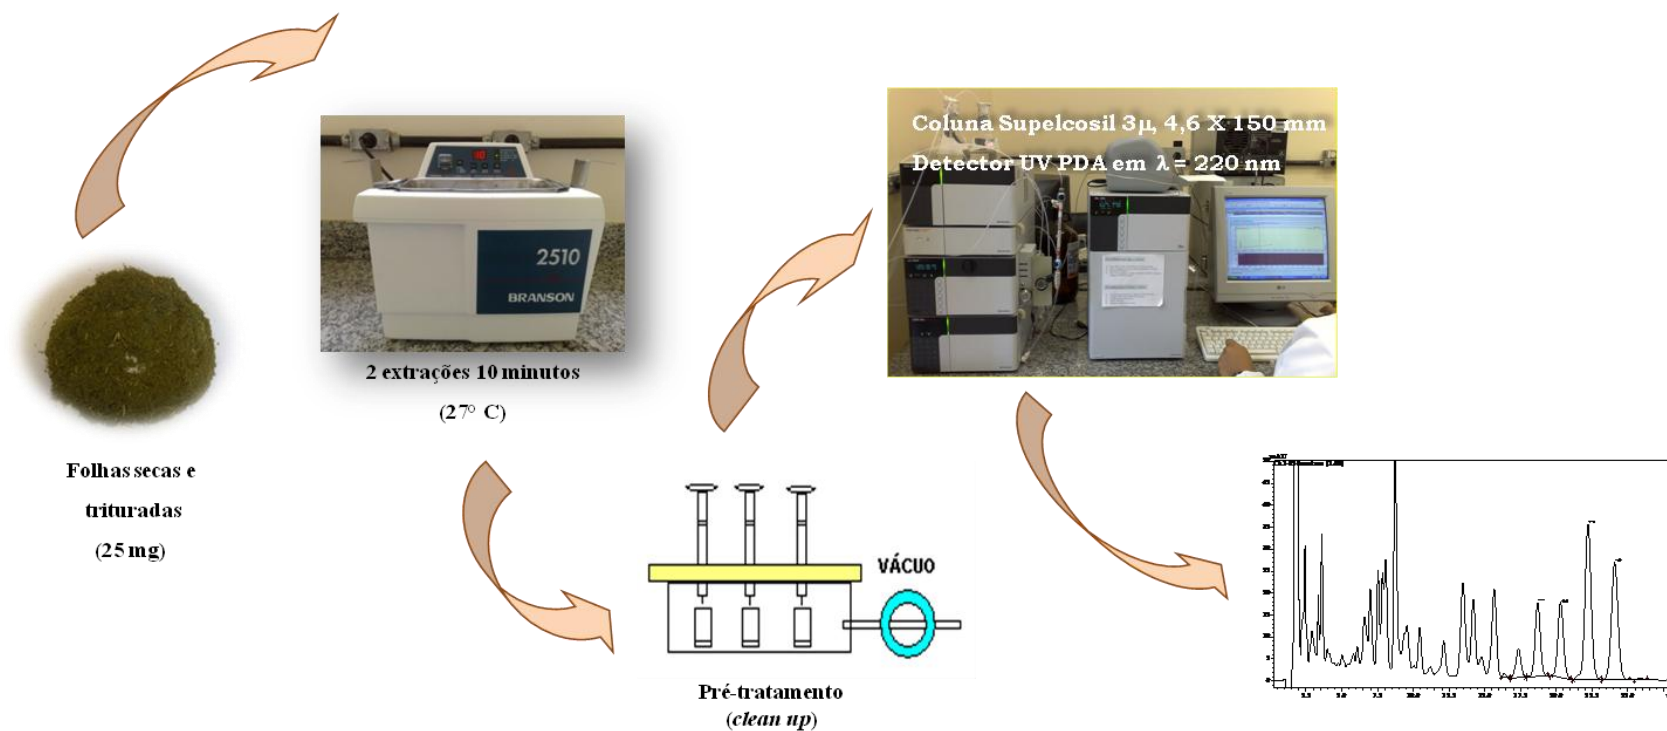 Folhas secas e
trituradas
(25 mg)
2510
BRANSON
2 extrações 10 minutos
(27° C)
VÁCUO
Pré-tratamento
(clean up)
Coluna Supelcosil 3µ, 4,6 X 150 mm
Detector UV PDA em λ = 220 nm